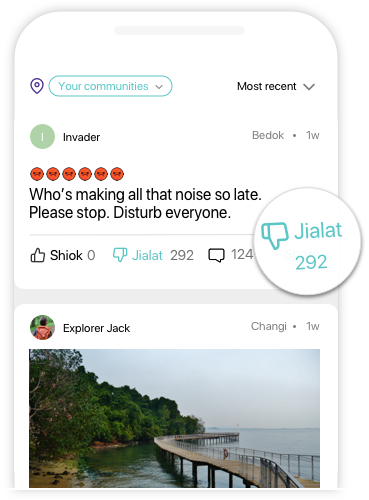 Your communities
Most recent
I
Invader
Bedok • 1w
Who's making all that noise so late.
Please stop. Disturb everyone.
Shiok 0
Jialat 292
124
Jialat
292
Explorer Jack
Changi • 1w